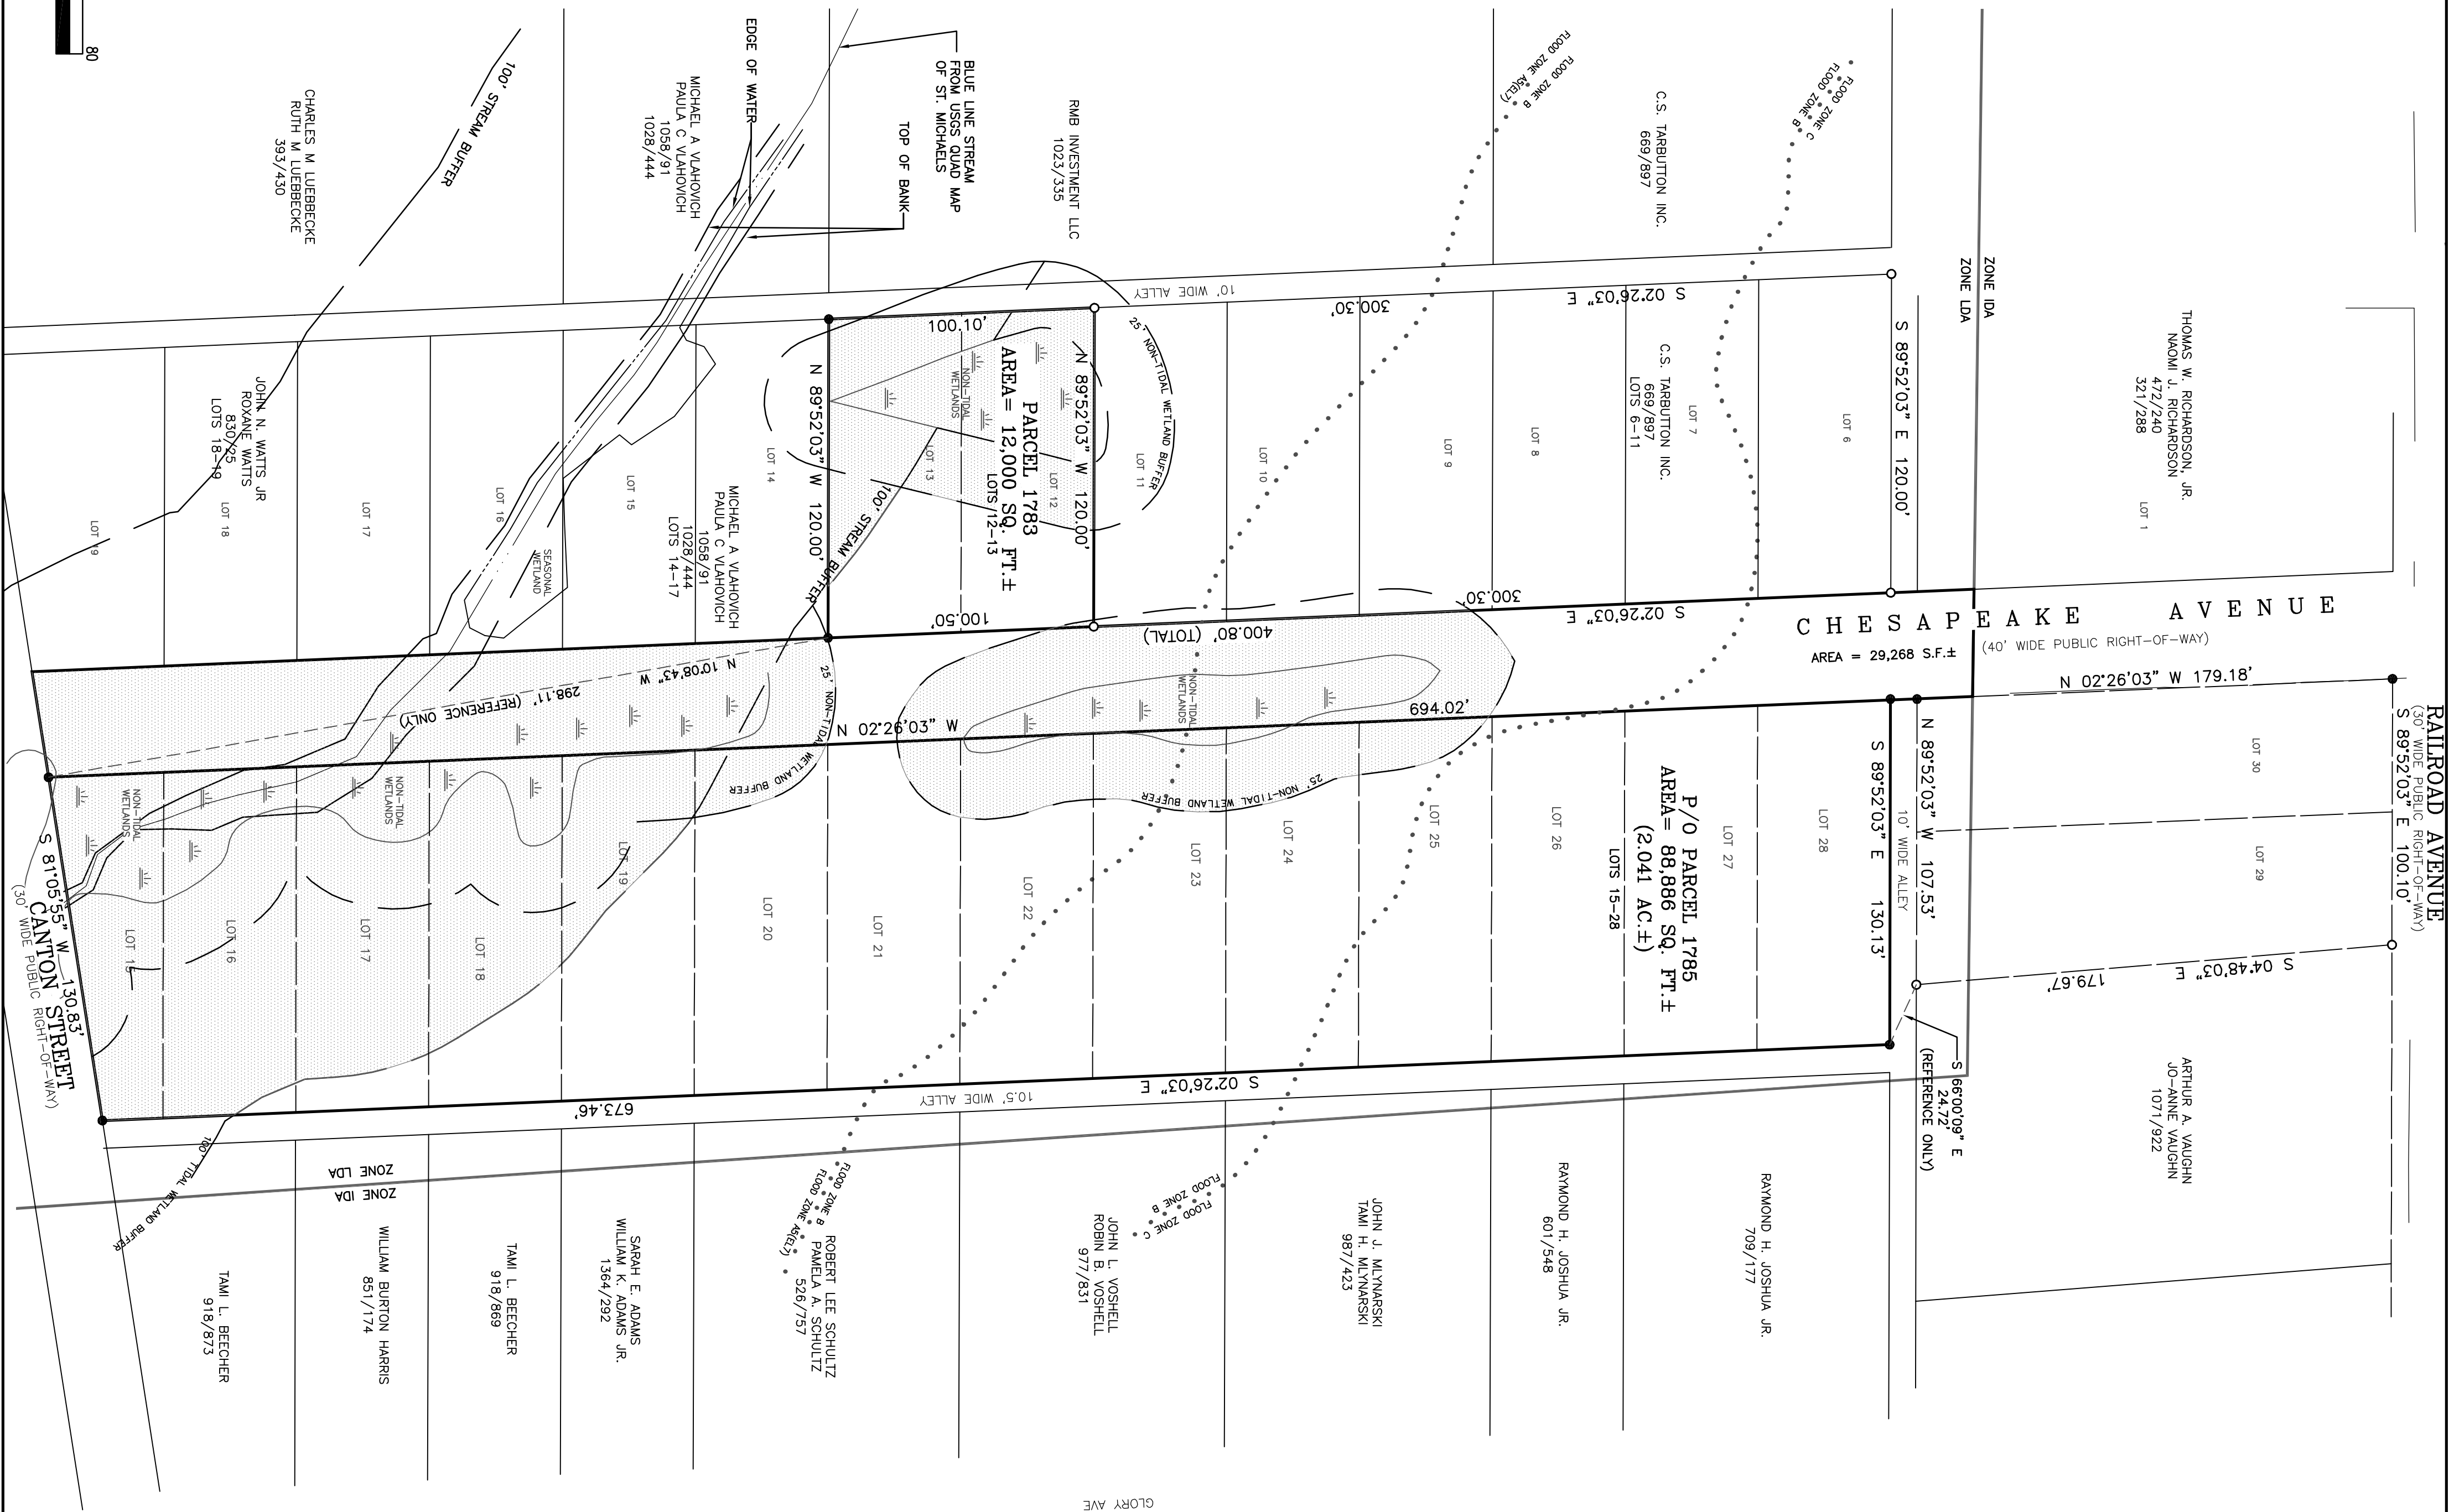 80
CHARLES M LUEBBECKE
RUTH M LUEBBECKE
393/430
100' STREAM BUFFER
MICHAEL A VLAHOVICH
PAULA C VLAHOVICH
1058/91
1028/444
EDGE OF WATER
TOP OF BANK
BLUE LINE STREAM
FROM USGS QUAD MAP
OF ST. MICHAELS
RMB INVESTMENT LLC
1023/335
FLOOD ZONE B
FLOOD ZONE A5(EL7)
C.S. TARBUTTON INC.
669/897
FLOOD ZONE C
FLOOD ZONE B
ZONE IDA
ZONE LDA
THOMAS W. RICHARDSON, JR.
NAOMI J. RICHARDSON
472/240
321/288
LOT 1
10' WIDE ALLEY
300.30'
S 02°26'03" E
S 89°52'03" E 120.00'
LOT 6
LOT 7
C.S. TARBUTTON INC.
669/897
LOTS 6-11
LOT 8
LOT 9
LOT 10
LOT 11
25' NON-TIDAL WETLAND BUFFER
100.10'
N 89°52'03" W 120.00'
PARCEL 1783
AREA= 12,000 SQ. FT.±
LOTS 12-13
LOT 12
LOT 13
NON-TIDAL
WETLANDS
N 89°52'03" W 120.00'
100' STREAM BUFFER
100.50'
LOT 14
MICHAEL A VLAHOVICH
PAULA C VLAHOVICH
1058/91
1028/444
LOTS 14-17
LOT 15
SEASONAL
WETLAND
LOT 16
LOT 17
JOHN N. WATTS JR
ROXANE WATTS
830/25
LOTS 18-19
LOT 18
LOT 19
CHESAPEAKE AVENUE
(40' WIDE PUBLIC RIGHT-OF-WAY)
AREA = 29,268 S.F.±
S 02°26'03" E
300.30'
400.80' (TOTAL)
N 10°08'43" W
298.11' (REFERENCE ONLY)
25' NON-TIDAL WETLAND BUFFER
N 02°26'03" W
694.02'
NON-TIDAL
WETLANDS
25' NON-TIDAL WETLAND BUFFER
N 02°26'03" W 179.18'
RAILROAD AVENUE
(30' WIDE PUBLIC RIGHT-OF-WAY)
S 89°52'03" E 100.10'
LOT 30
LOT 29
S 04°48'03" E
179.67'
N 89°52'03" W 107.53'
10' WIDE ALLEY
S 89°52'03" E 130.13'
S 66°00'09" E
24.72'
(REFERENCE ONLY)
P/O PARCEL 1785
AREA= 88,886 SQ. FT.±
(2.041 AC.±)
LOTS 15-28
LOT 28
LOT 27
LOT 26
LOT 25
LOT 24
LOT 23
LOT 22
LOT 21
LOT 20
LOT 19
LOT 18
LOT 17
LOT 16
LOT 15
NON-TIDAL
WETLANDS
NON-TIDAL
WETLANDS
S 81°05'55" W 130.83'
CANTON STREET
(30' WIDE PUBLIC RIGHT-OF-WAY)
S 02°26'03" E
10.5' WIDE ALLEY
673.46'
100' TIDAL WETLAND BUFFER
ZONE LDA
ZONE IDA
FLOOD ZONE B
FLOOD ZONE A5(EL7)
FLOOD ZONE C
FLOOD ZONE B
ARTHUR A. VAUGHN
JO-ANNE VAUGHN
1071/922
RAYMOND H. JOSHUA JR.
709/177
RAYMOND H. JOSHUA JR.
601/548
JOHN J. MLYNARSKI
TAMI H. MLYNARSKI
987/423
JOHN L. VOSHELL
ROBIN B. VOSHELL
977/831
ROBERT LEE SCHULTZ
PAMELA A. SCHULTZ
526/757
SARAH E. ADAMS
WILLIAM K. ADAMS JR.
1364/292
TAMI L. BEECHER
918/869
WILLIAM BURTON HARRIS
851/174
TAMI L. BEECHER
918/873
GLORY AVE